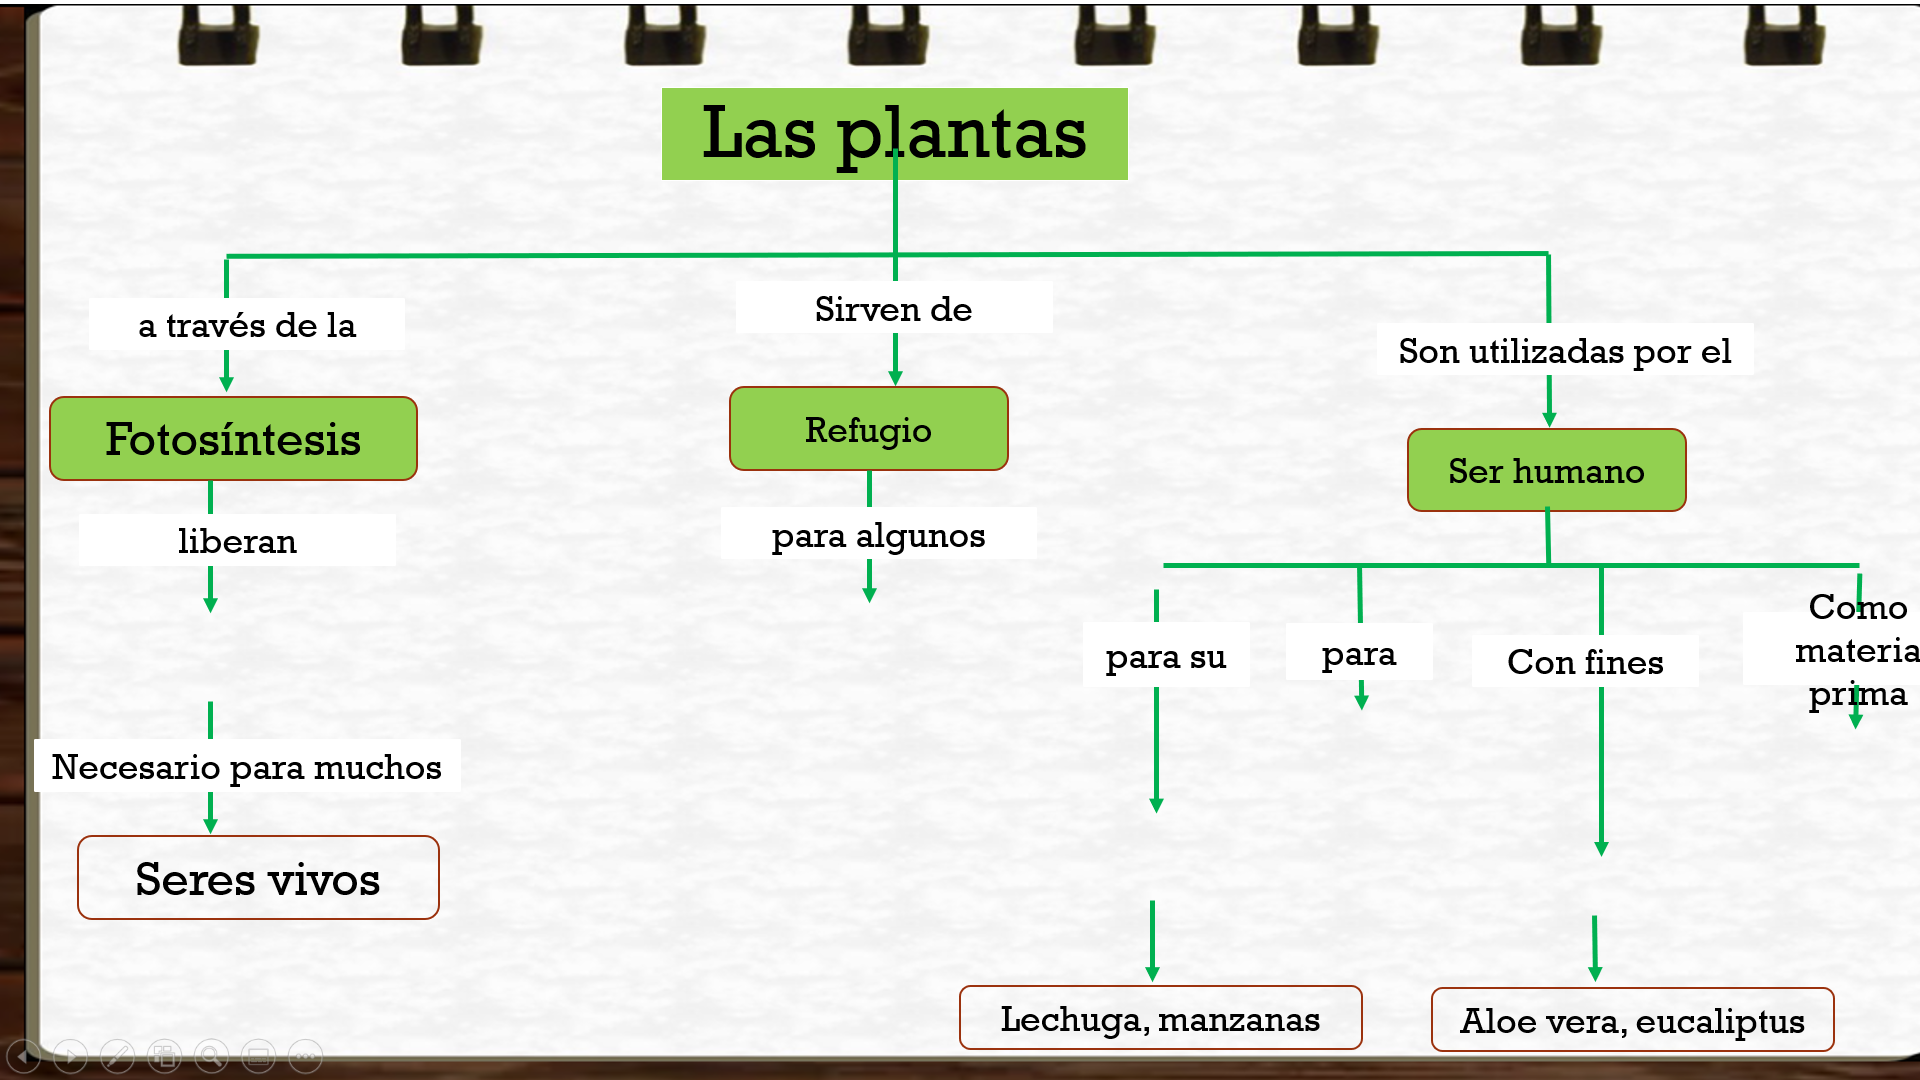 Las plantas
a través de la
Sirven de
Son utilizadas por el
Fotosíntesis
Refugio
Ser humano
liberan
para algunos
para su
para
Con fines
Como
materia
prima
Necesario para muchos
Seres vivos
Lechuga, manzanas
Aloe vera, eucaliptus